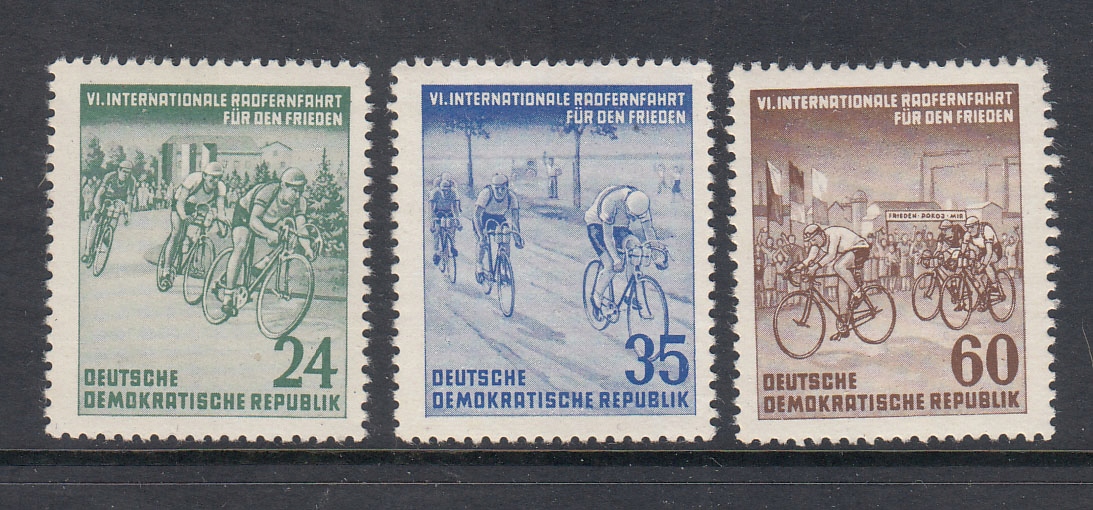 VI. INTERNATIONALE RADFERNFAHRT
FÜR DEN FRIEDEN
24
DEUTSCHE
DEMOKRATISCHE REPUBLIK
VI. INTERNATIONALE RADFERNFAHRT
FÜR DEN FRIEDEN
35
DEUTSCHE
DEMOKRATISCHE REPUBLIK
VI. INTERNATIONALE RADFERNFAHRT
FÜR DEN FRIEDEN
FRIEDEN · POKOJ · MIR
60
DEUTSCHE
DEMOKRATISCHE REPUBLIK